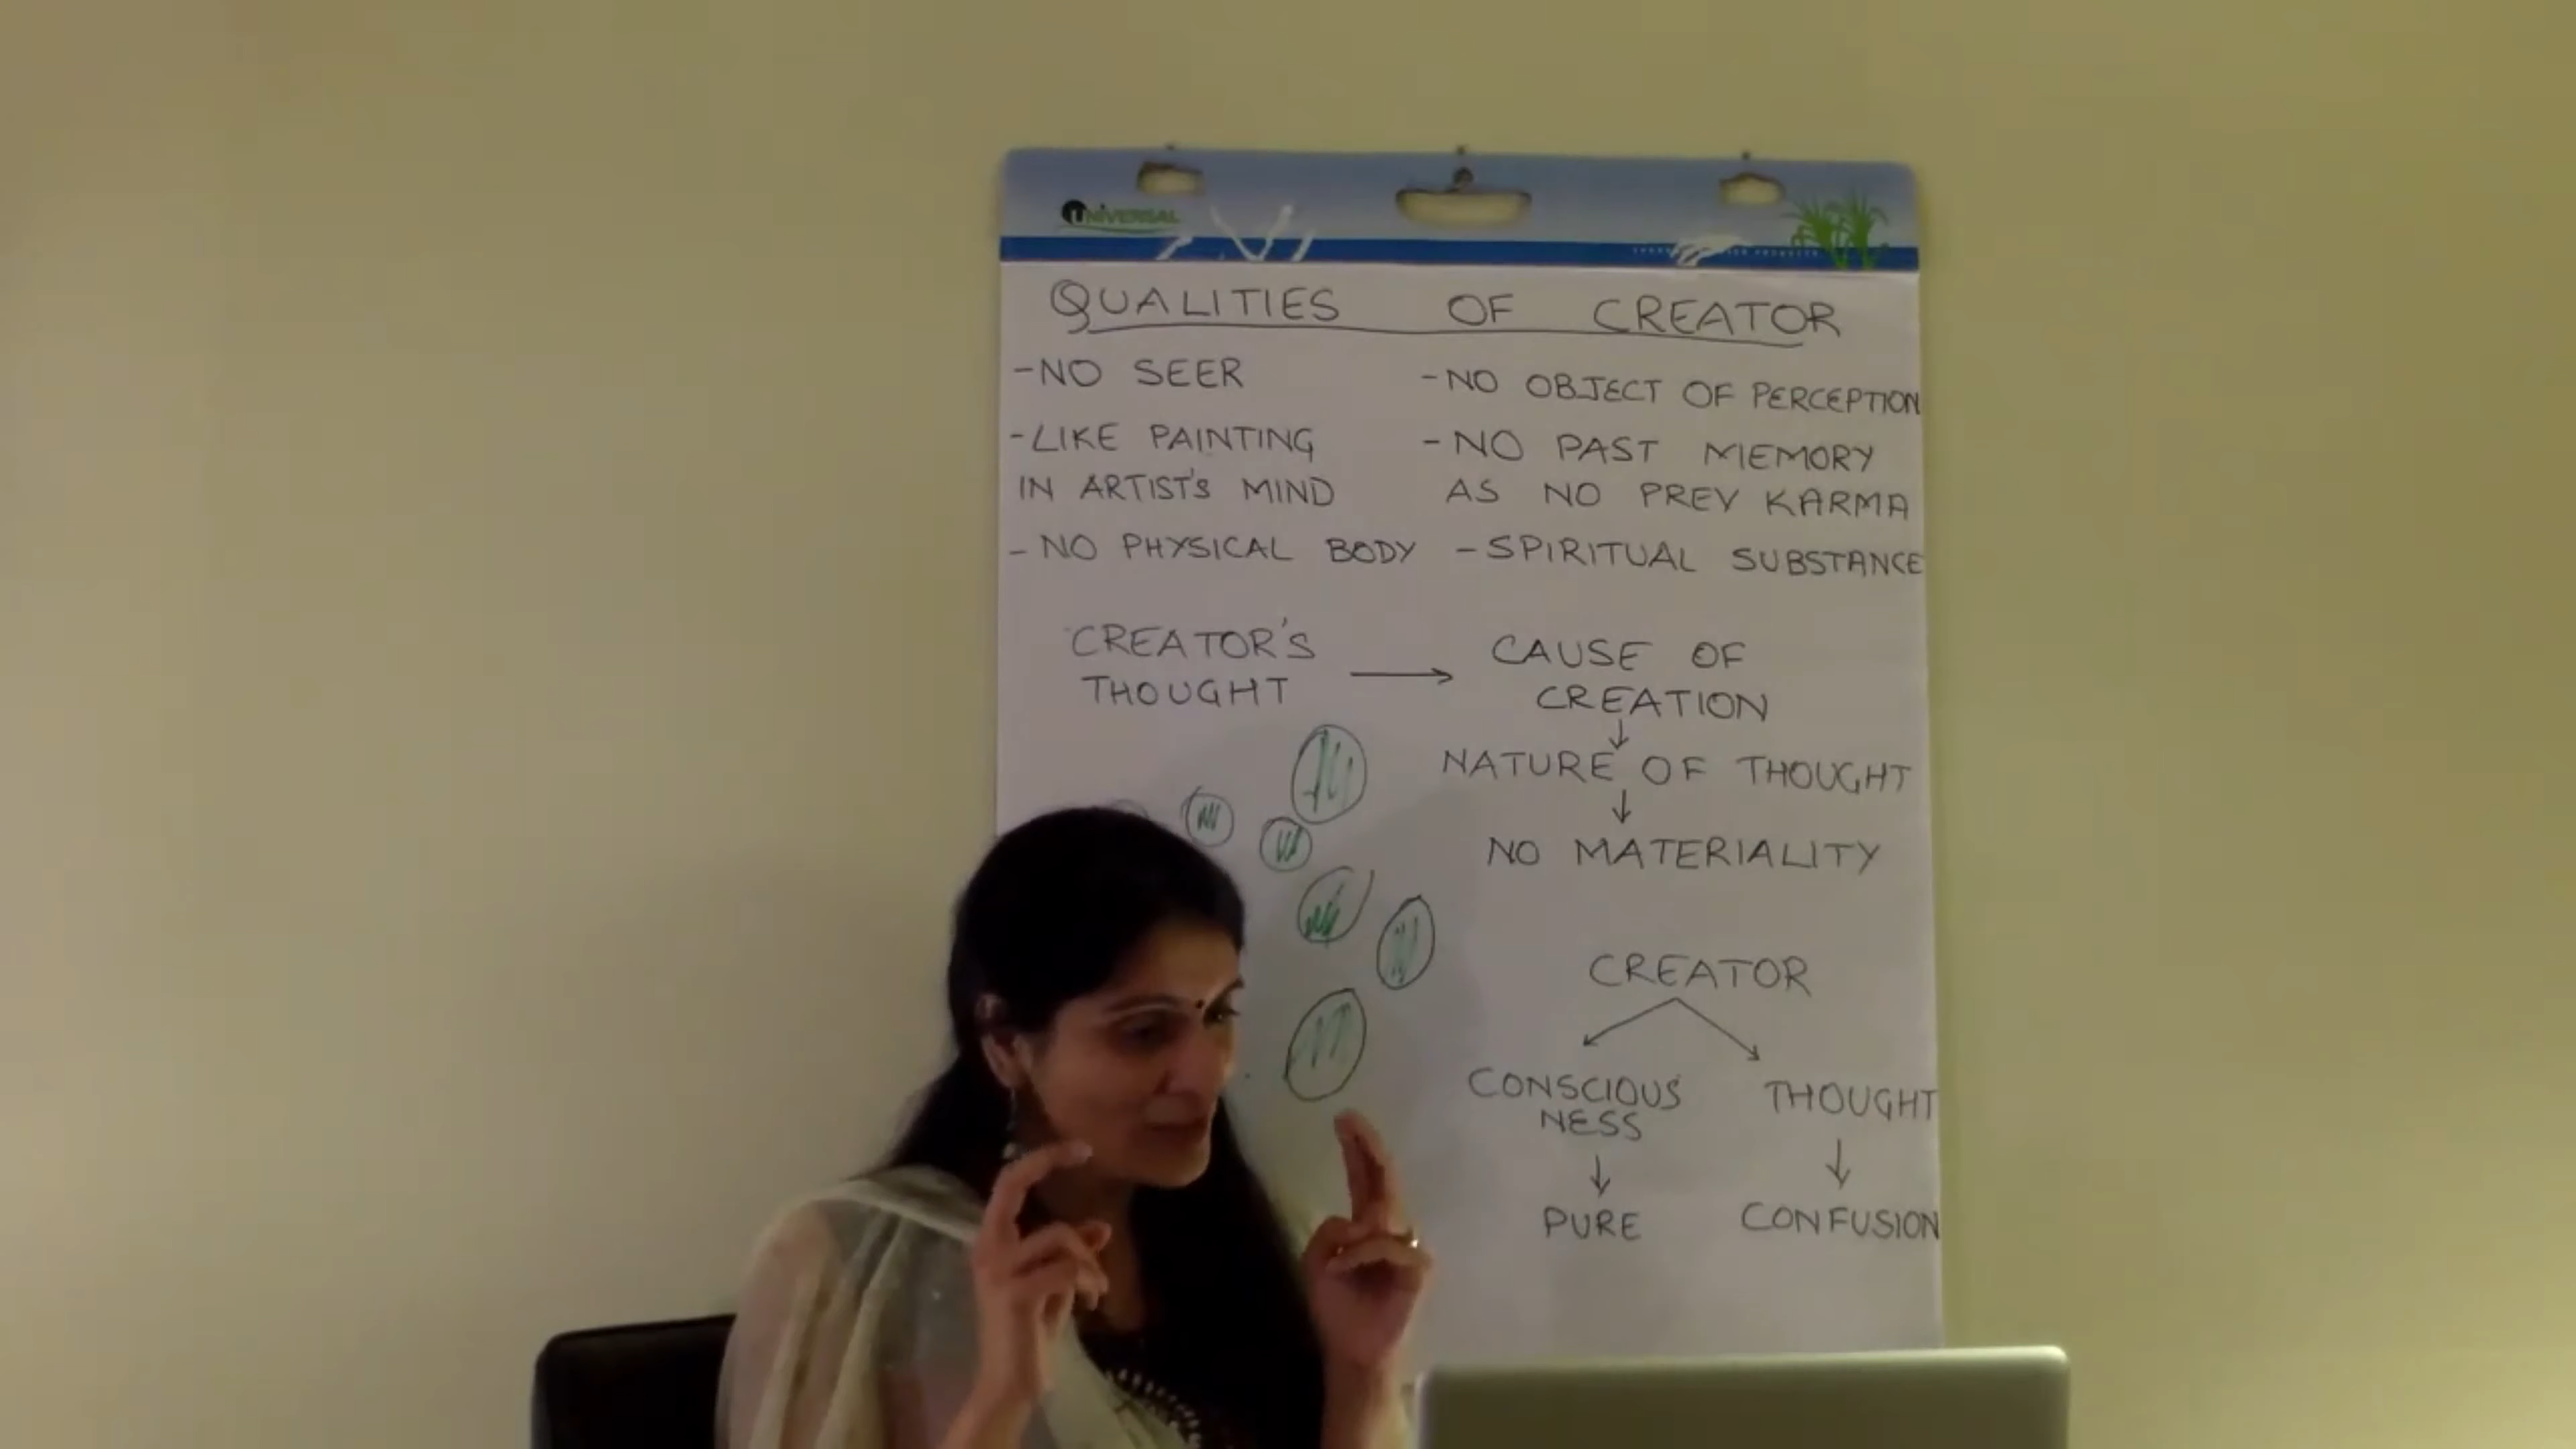 UNIVERSAL
QUALITIES OF CREATOR
-NO SEER
-NO OBJECT OF PERCEPTION
-LIKE PAINTING
IN ARTIST'S MIND
-NO PAST MEMORY
AS NO PREV KARMA
-NO PHYSICAL BODY
-SPIRITUAL SUBSTANCE
CREATOR'S
THOUGHT
→
CAUSE OF
CREATION
↓
NATURE OF THOUGHT
↓
NO MATERIALITY
CREATOR
CONSCIOUS
NESS
↓
PURE
THOUGHT
↓
CONFUSION